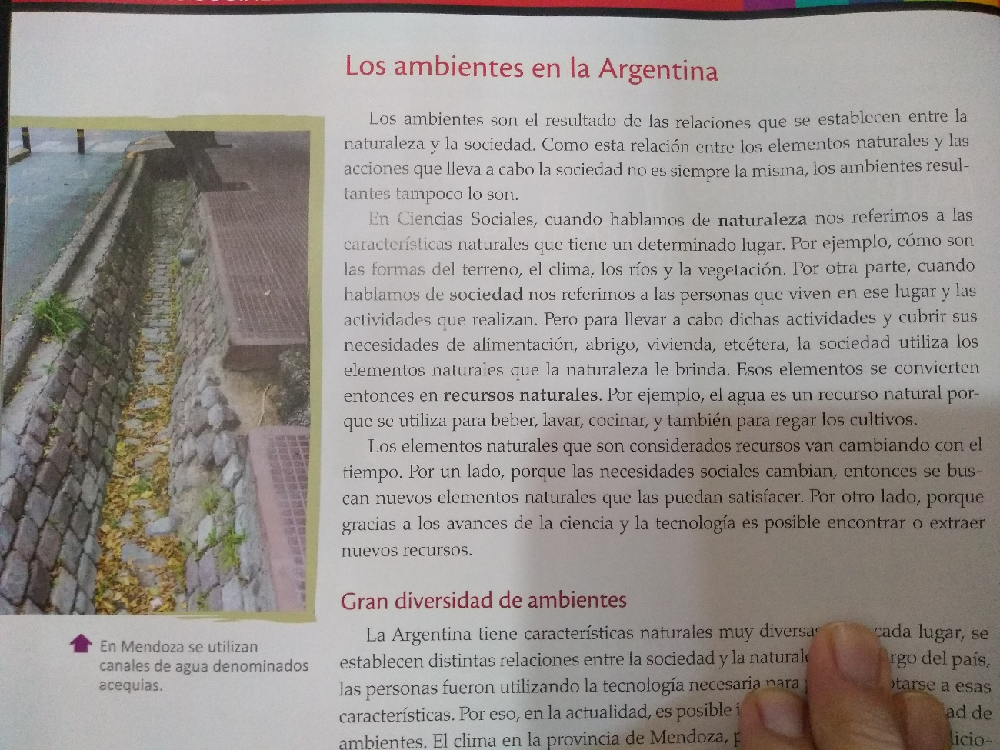 Los ambientes en la Argentina
Los ambientes son el resultado de las relaciones que se establecen entre la
naturaleza y la sociedad. Como esta relación entre los elementos naturales y las
acciones que lleva a cabo la sociedad no es siempre la misma, los ambientes resul-
tantes tampoco lo son.
En Ciencias Sociales, cuando hablamos de naturaleza nos referimos a las
características naturales que tiene un determinado lugar. Por ejemplo, cómo son
las formas del terreno, el clima, los ríos y la vegetación. Por otra parte, cuando
hablamos de sociedad nos referimos a las personas que viven en ese lugar y las
actividades que realizan. Pero para llevar a cabo dichas actividades y cubrir sus
necesidades de alimentación, abrigo, vivienda, etcétera, la sociedad utiliza los
elementos naturales que la naturaleza le brinda. Esos elementos se convierten
entonces en recursos naturales. Por ejemplo, el agua es un recurso natural por-
que se utiliza para beber, lavar, cocinar, y también para regar los cultivos.
Los elementos naturales que son considerados recursos van cambiando con el
tiempo. Por un lado, porque las necesidades sociales cambian, entonces se bus-
can nuevos elementos naturales que las puedan satisfacer. Por otro lado, porque
gracias a los avances de la ciencia y la tecnología es posible encontrar o extraer
nuevos recursos.
Gran diversidad de ambientes
La Argentina tiene características naturales muy diversas cada lugar, se
establecen distintas relaciones entre la sociedad y la del país,
las personas fueron utilizando la tecnología necesaria para a esas
características. Por eso, en la actualidad, es posible de
ambientes. El clima en la provincia de Mendoza,
En Mendoza se utilizan
canales de agua denominados
acequias.